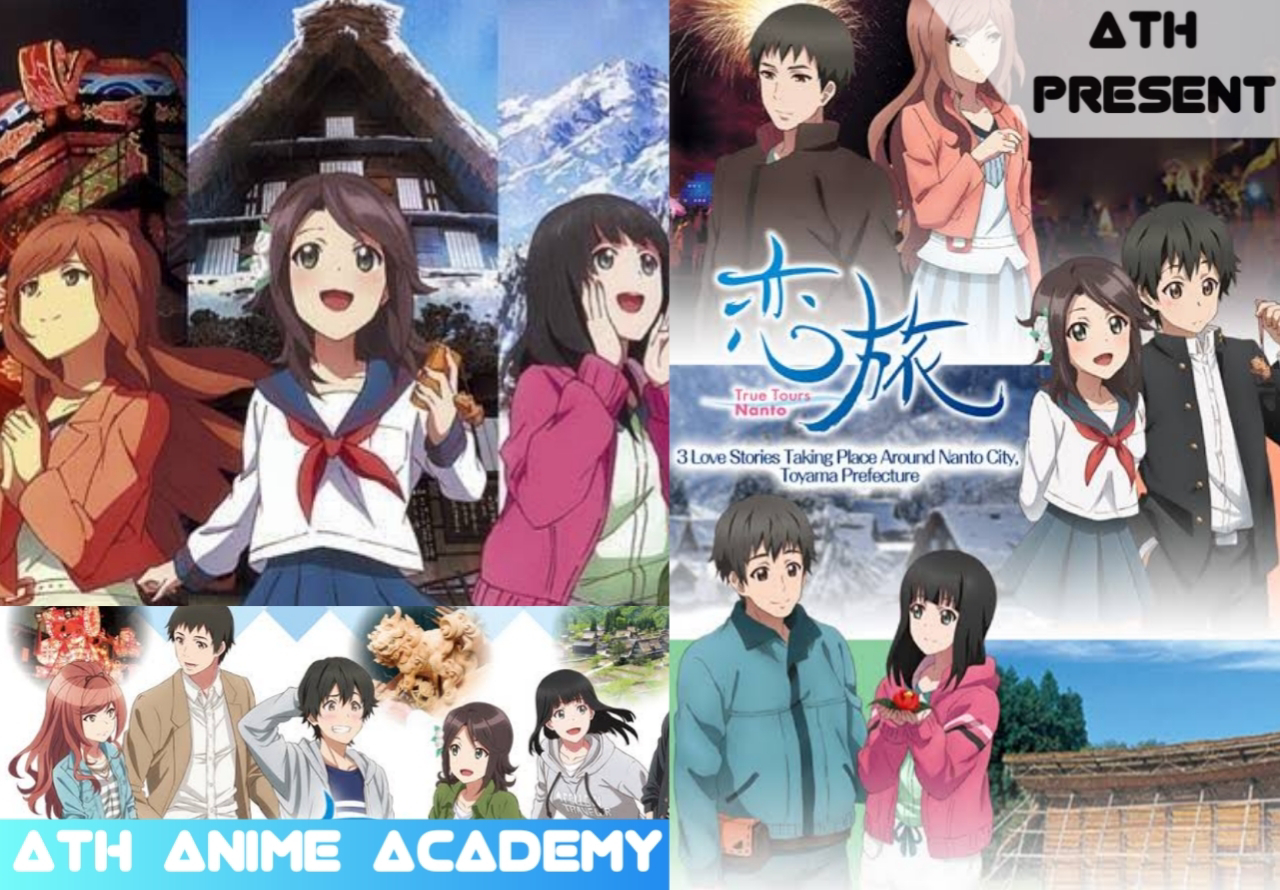 ATH
PRESENT
恋旅
True Tours
Nanto
3 Love Stories Taking Place Around Nanto City,
Toyama Prefecture
ATH ANIME ACADEMY